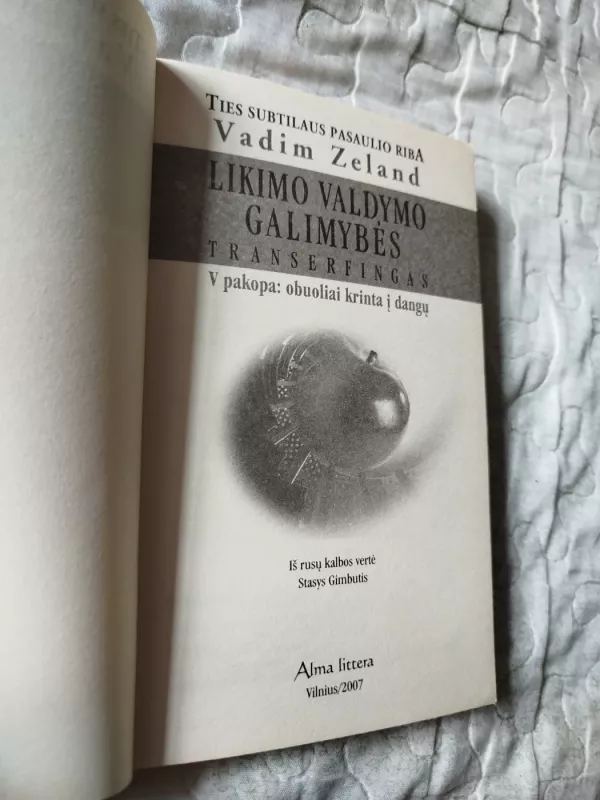 TIES SUBTILAUS PASAULIO RIBA
Vadim Zeland
LIKIMO VALDYMO
GALIMYBĖS
TRANSERFINGAS
V pakopa: obuoliai krinta į dangų
Iš rusų kalbos vertė
Stasys Gimbutis
Alma littera
Vilnius/2007